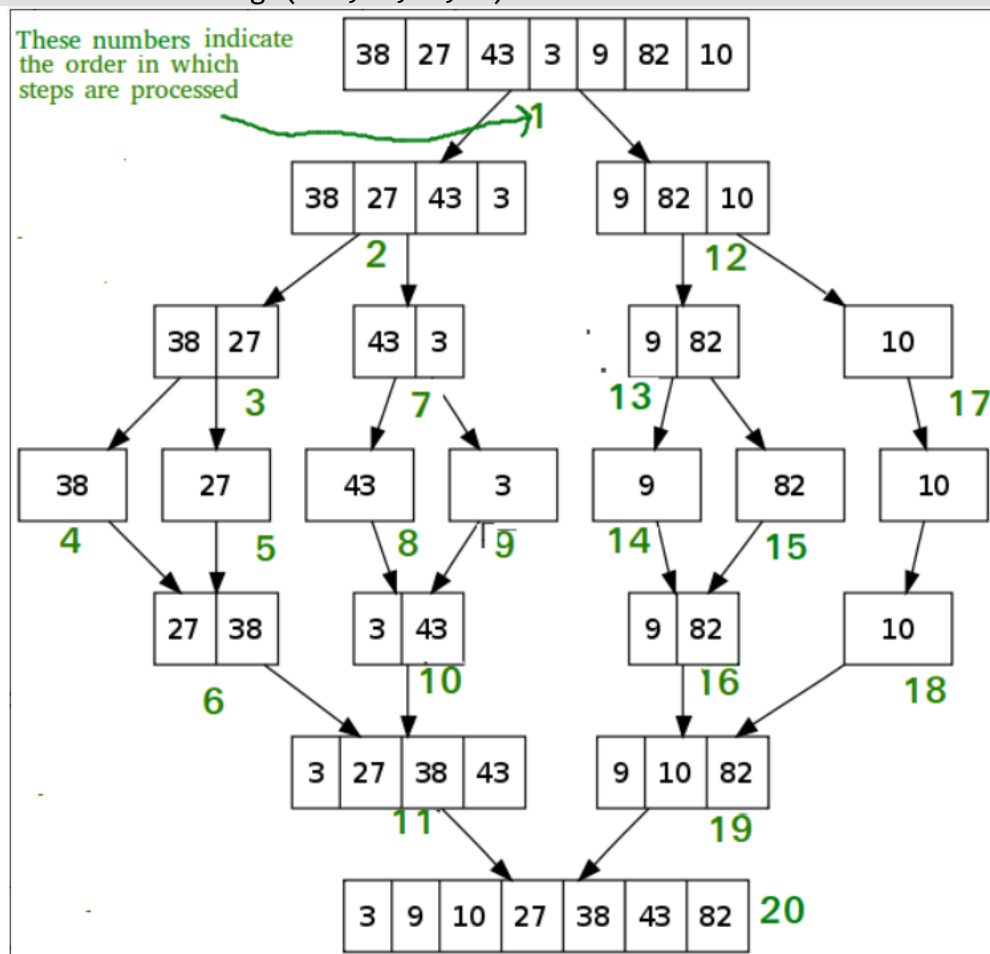 These numbers indicate
the order in which
steps are processed
38 27 43 3 9 82 10
1
38 27 43 3 9 82 10
2 12
38 27 43 3 9 82 10
3 7 13 17
38 27 43 3 9 82 10
4 5 8 9 14 15
27 38 3 43 9 82 10
6 10 16 18
3 27 38 43 9 10 82
11 19
3 9 10 27 38 43 82 20